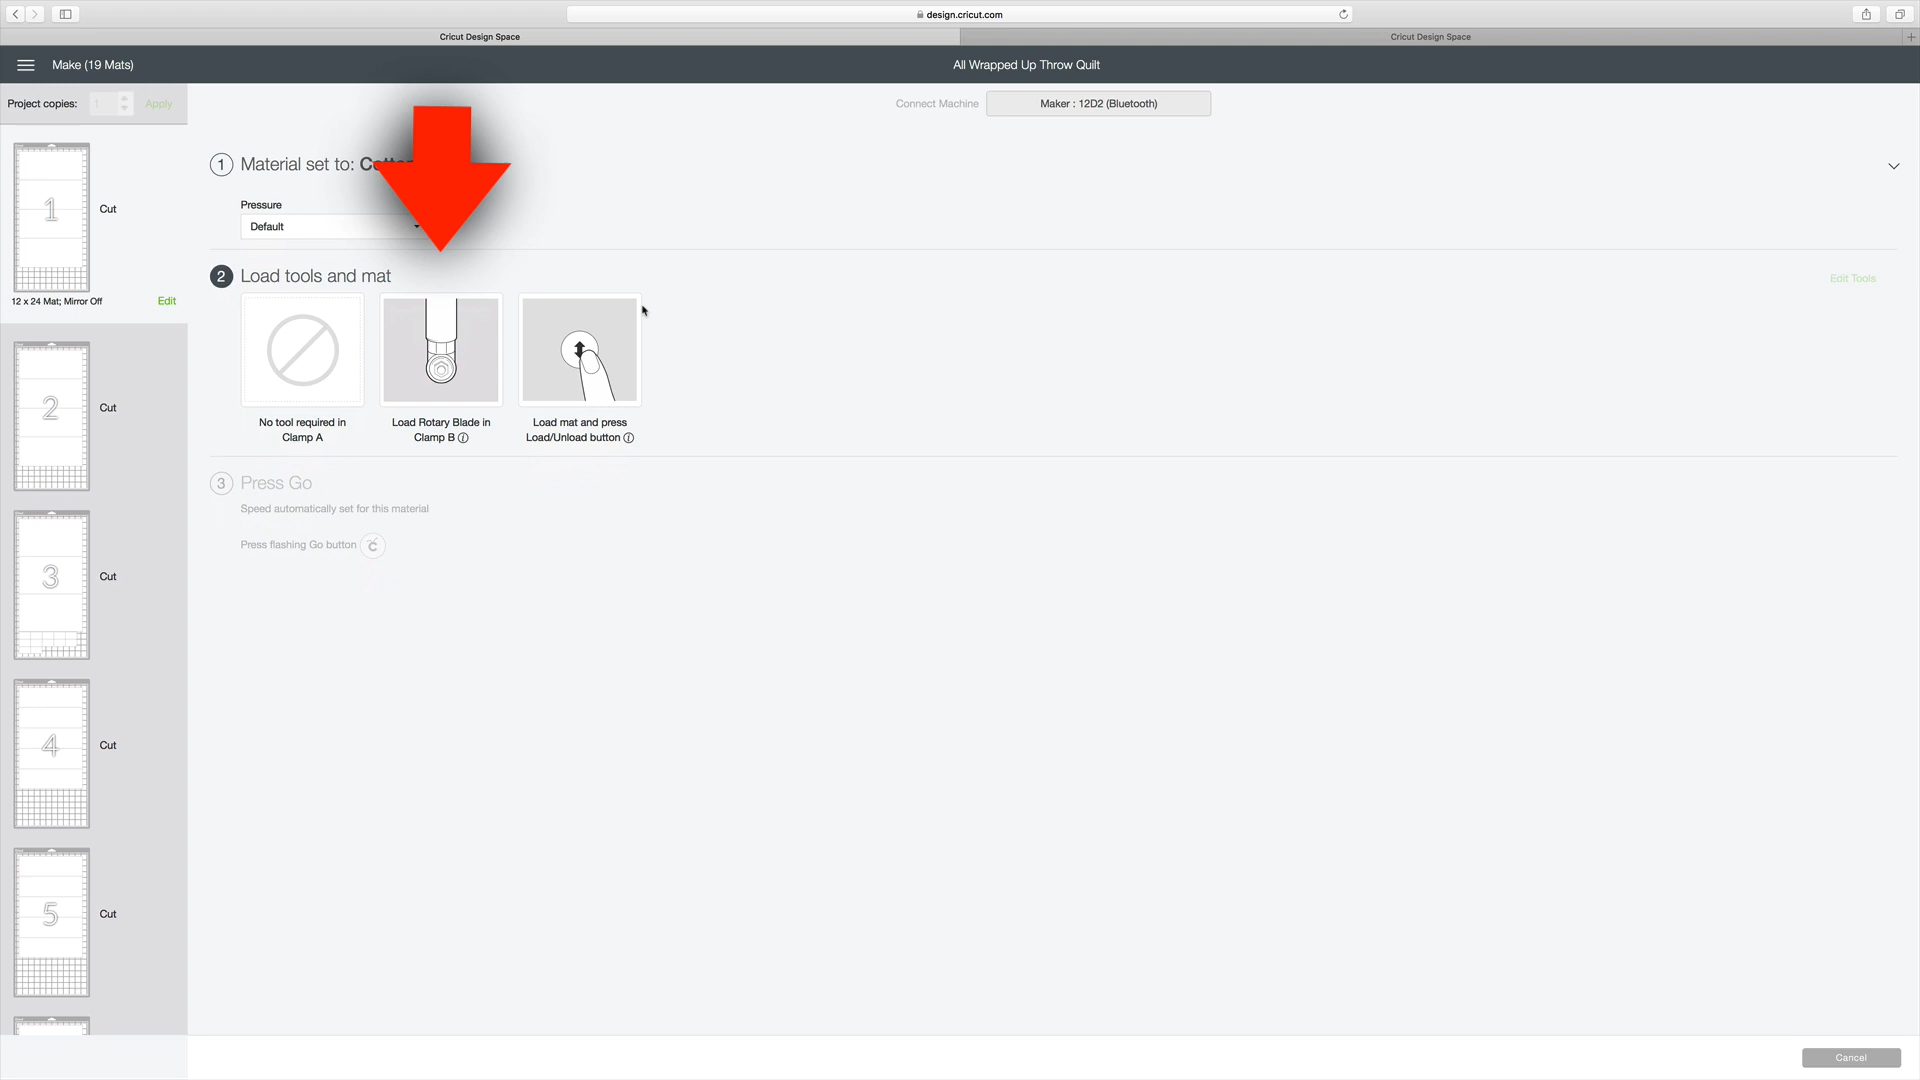 design.cricut.com
Cricut Design Space
Cricut Design Space
Make (19 Mats)
All Wrapped Up Throw Quilt
Project copies:
1
Apply
Connect Machine
Maker : 12D2 (Bluetooth)
1
Material set to:
Pressure
Default
1
Cut
12 x 24 Mat; Mirror Off
Edit
2
Load tools and mat
Edit Tools
No tool required in
Clamp A
Load Rotary Blade in
Clamp B
Load mat and press
Load/Unload button
2
Cut
3
Press Go
Speed automatically set for this material
Press flashing Go button
3
Cut
4
Cut
5
Cut
Cancel